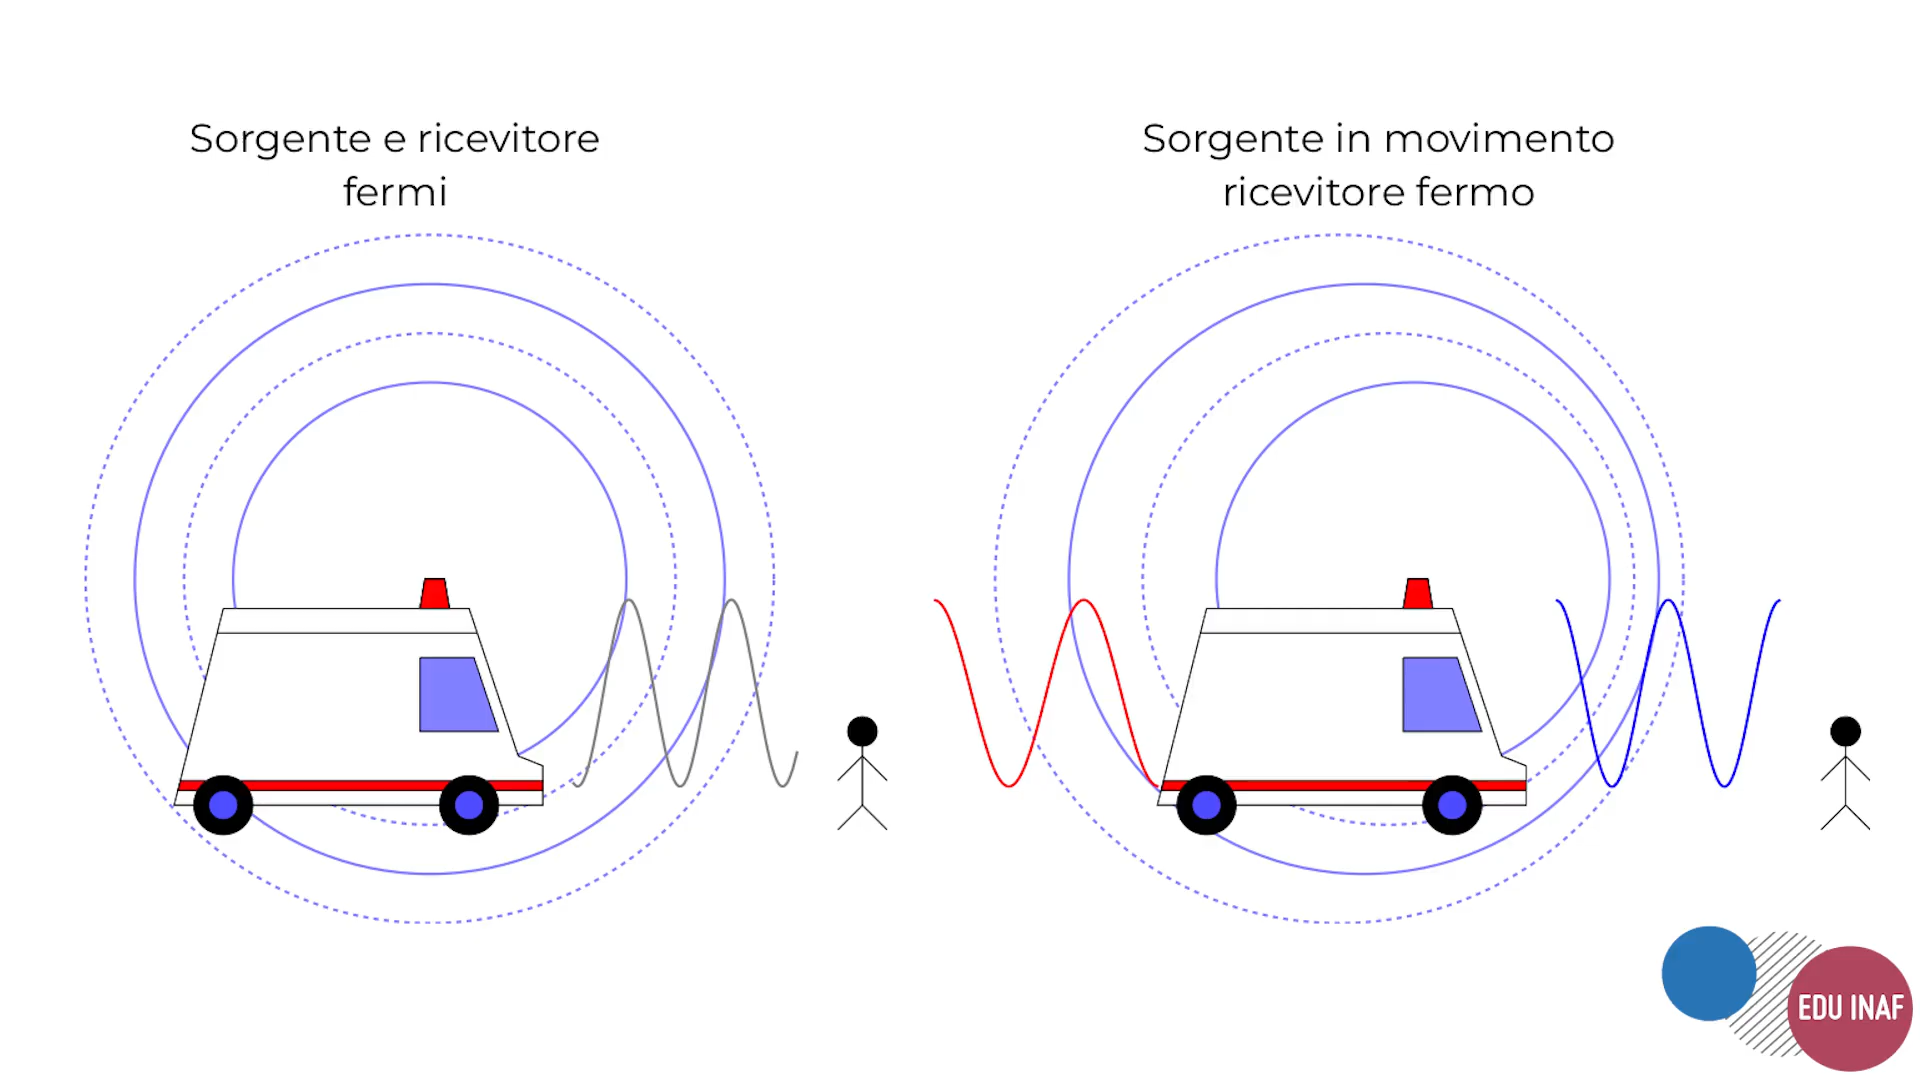 Sorgente e ricevitore
fermi
Sorgente in movimento
ricevitore fermo
EDU INAF